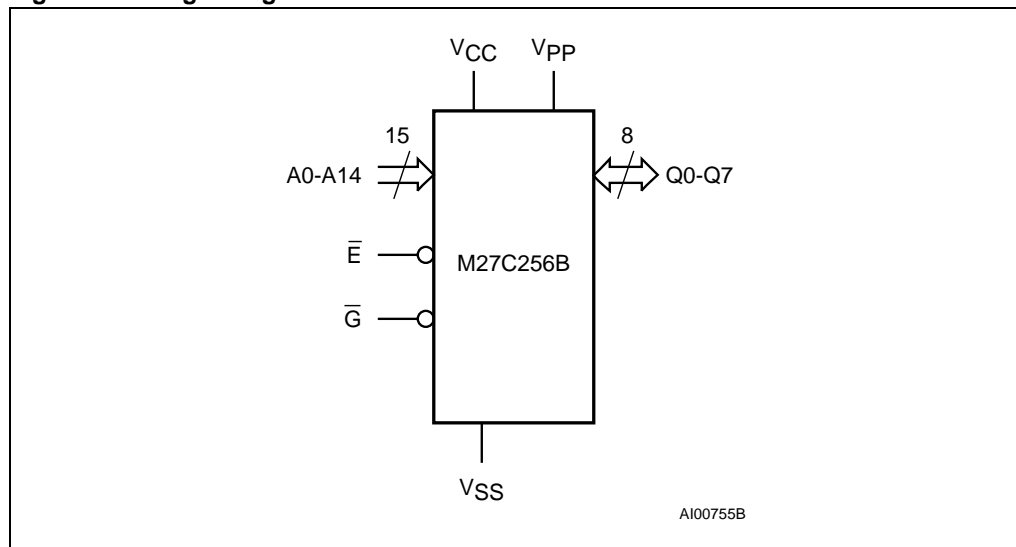 VCC VPP
15 8
A0-A14 Q0-Q7
E̅
M27C256B
G̅
VSS
AI00755B